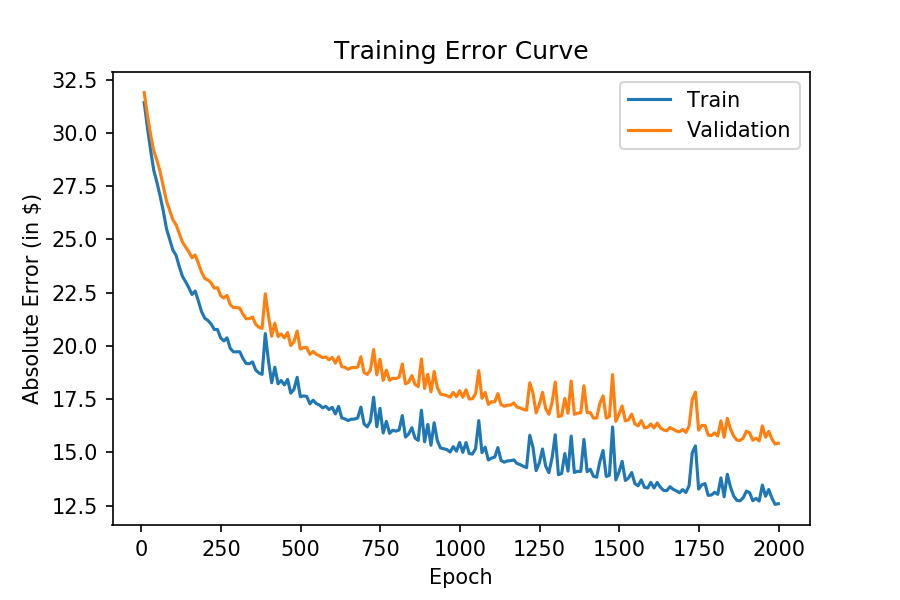 Training Error Curve
Absolute Error (in $)
32.5
30.0
27.5
25.0
22.5
20.0
17.5
15.0
12.5
Train
Validation
0 250 500 750 1000 1250 1500 1750 2000
Epoch